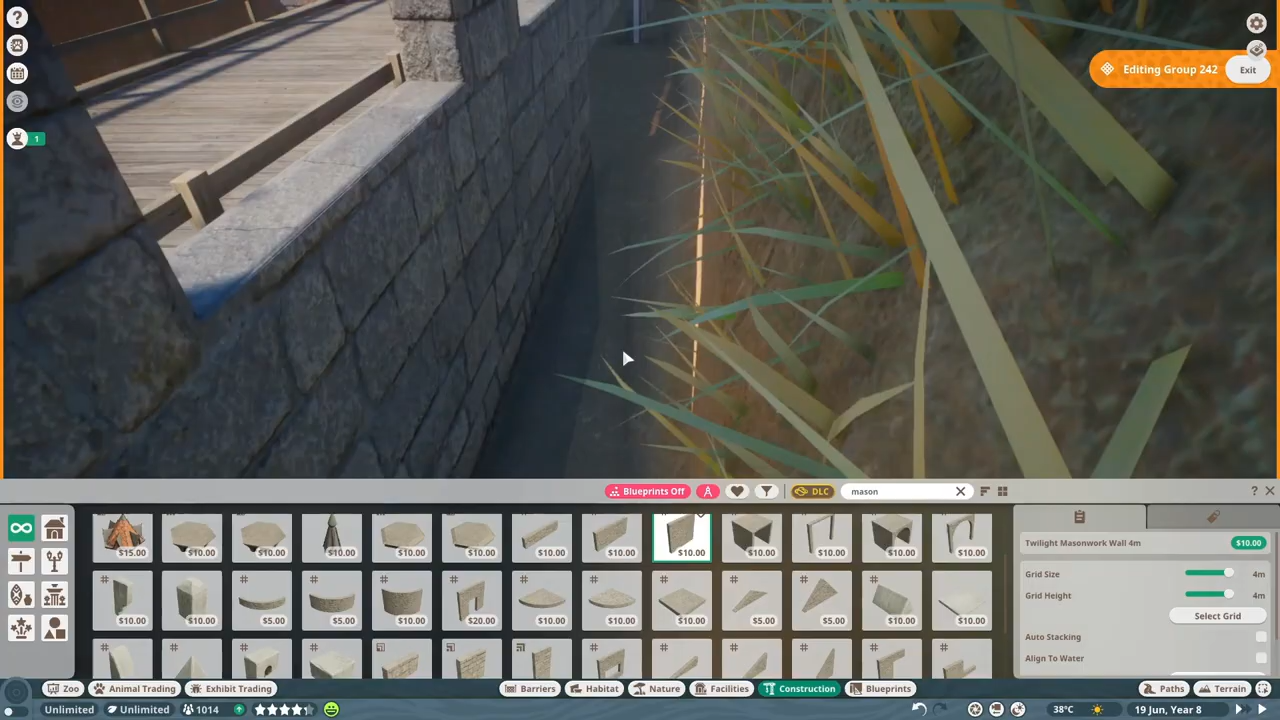 ?
Editing Group 242
Exit
1
Blueprints Off
DLC
mason
?
$15.00 $10.00 $10.00 $10.00 $10.00 $10.00 $10.00 $10.00 $10.00 $10.00 $10.00 $10.00 $10.00
$10.00 $10.00 $5.00 $5.00 $10.00 $20.00 $10.00 $10.00 $10.00 $5.00 $5.00 $10.00 $10.00
Twilight Masonwork Wall 4m
$10.00
Grid Size
4m
Grid Height
4m
Select Grid
Auto Stacking
Align To Water
Zoo
Animal Trading
Exhibit Trading
Barriers
Habitat
Nature
Facilities
Construction
Blueprints
Paths
Terrain
Unlimited
Unlimited
1014
38°C
19 Jun, Year 8